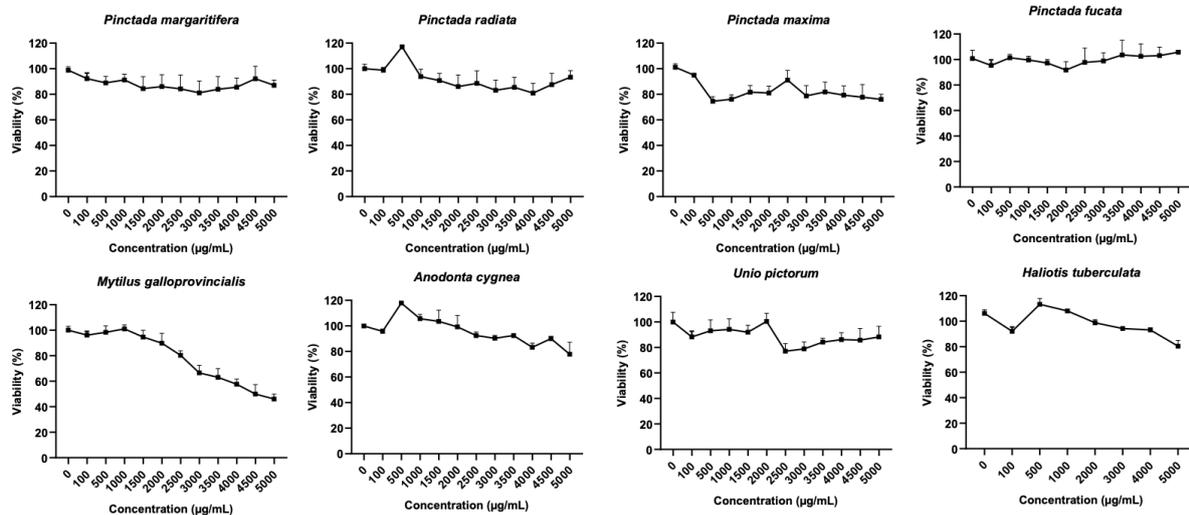 Pinctada margaritifera
Viability (%)
120
100
80
60
40
20
0
0 100 500 1000 1500 2000 2500 3000 3500 4000 4500 5000
Concentration (µg/mL)
Pinctada radiata
Viability (%)
120
100
80
60
40
20
0
0 100 500 1000 1500 2000 2500 3000 3500 4000 4500 5000
Concentration (µg/mL)
Pinctada maxima
Viability (%)
120
100
80
60
40
20
0
0 100 500 1000 1500 2000 2500 3000 3500 4000 4500 5000
Concentration (µg/mL)
Pinctada fucata
Viability (%)
120
100
80
60
40
20
0
0 100 500 1000 1500 2000 2500 3000 3500 4000 4500 5000
Concentration (µg/mL)
Mytilus galloprovincialis
Viability (%)
120
100
80
60
40
20
0
0 100 500 1000 1500 2000 2500 3000 3500 4000 4500 5000
Concentration (µg/mL)
Anodonta cygnea
Viability (%)
120
100
80
60
40
20
0
0 100 500 1000 1500 2000 2500 3000 3500 4000 4500 5000
Concentration (µg/mL)
Unio pictorum
Viability (%)
120
100
80
60
40
20
0
0 100 500 1000 1500 2000 2500 3000 3500 4000 4500 5000
Concentration (µg/mL)
Haliotis tuberculata
Viability (%)
120
100
80
60
40
20
0
0 100 500 1000 2000 3000 4000 5000
Concentration (µg/mL)